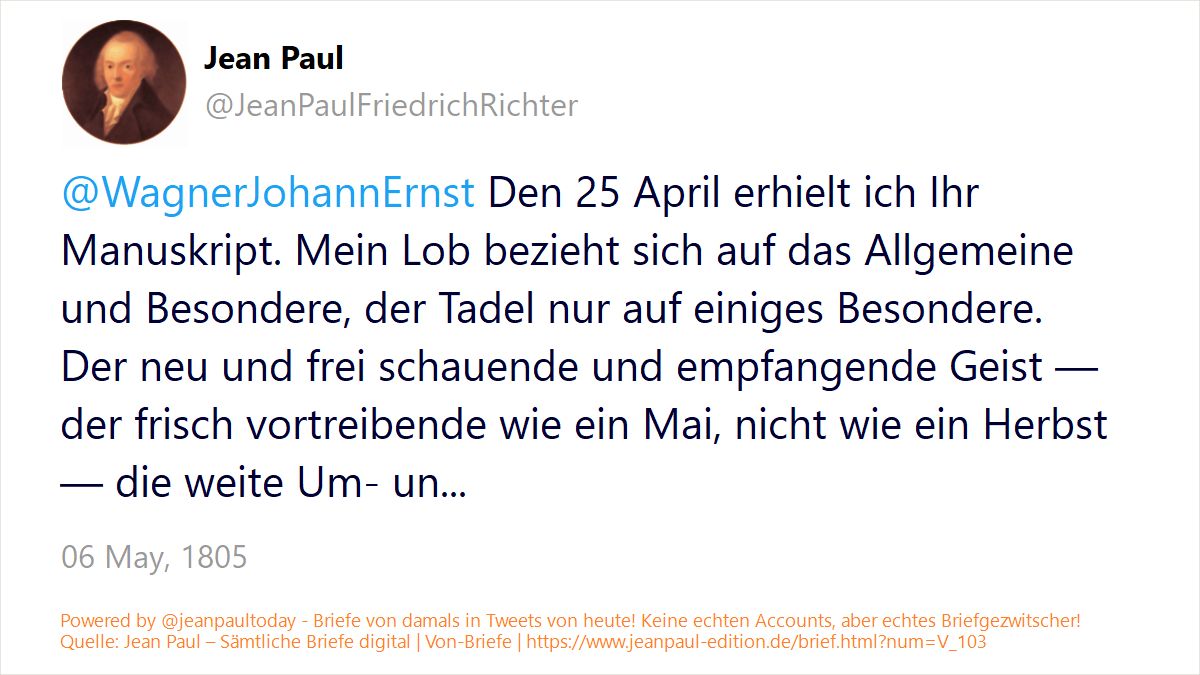 Jean Paul
@JeanPaulFriedrichRichter
@WagnerJohannErnst Den 25 April erhielt ich Ihr
Manuskript. Mein Lob bezieht sich auf das Allgemeine
und Besondere, der Tadel nur auf einiges Besondere.
Der neu und frei schauende und empfangende Geist —
der frisch vortreibende wie ein Mai, nicht wie ein Herbst
— die weite Um- un...
06 May, 1805
Powered by @jeanpaultoday - Briefe von damals in Tweets von heute! Keine echten Accounts, aber echtes Briefgezwitscher!
Quelle: Jean Paul – Sämtliche Briefe digital | Von-Briefe | https://www.jeanpaul-edition.de/brief.html?num=V_103